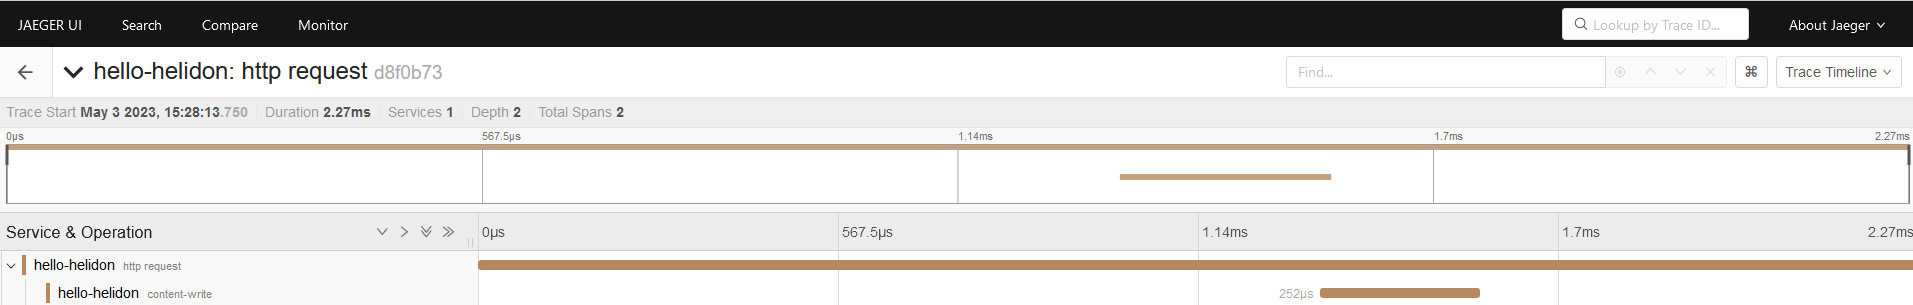 JAEGER UI Search Compare Monitor Lookup by Trace ID... About Jaeger
hello-helidon: http request d8f0b73 Find... ⌘ Trace Timeline
Trace Start May 3 2023, 15:28:13.750 Duration 2.27ms Services 1 Depth 2 Total Spans 2
0μs 567.5μs 1.14ms 1.7ms 2.27ms
Service & Operation 0μs 567.5μs 1.14ms 1.7ms 2.27ms
hello-helidon http request
hello-helidon content-write 252μs